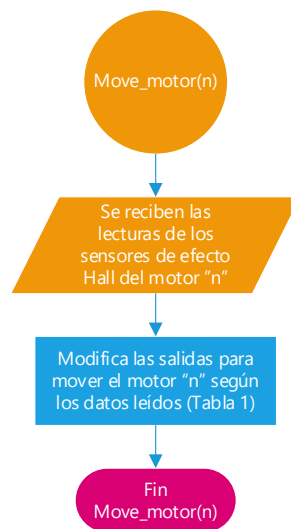 Move_motor(n)
Se reciben las
lecturas de los
sensores de efecto
Hall del motor “n”
Modifica las salidas para
mover el motor “n” según
los datos leídos (Tabla 1)
Fin
Move_motor(n)